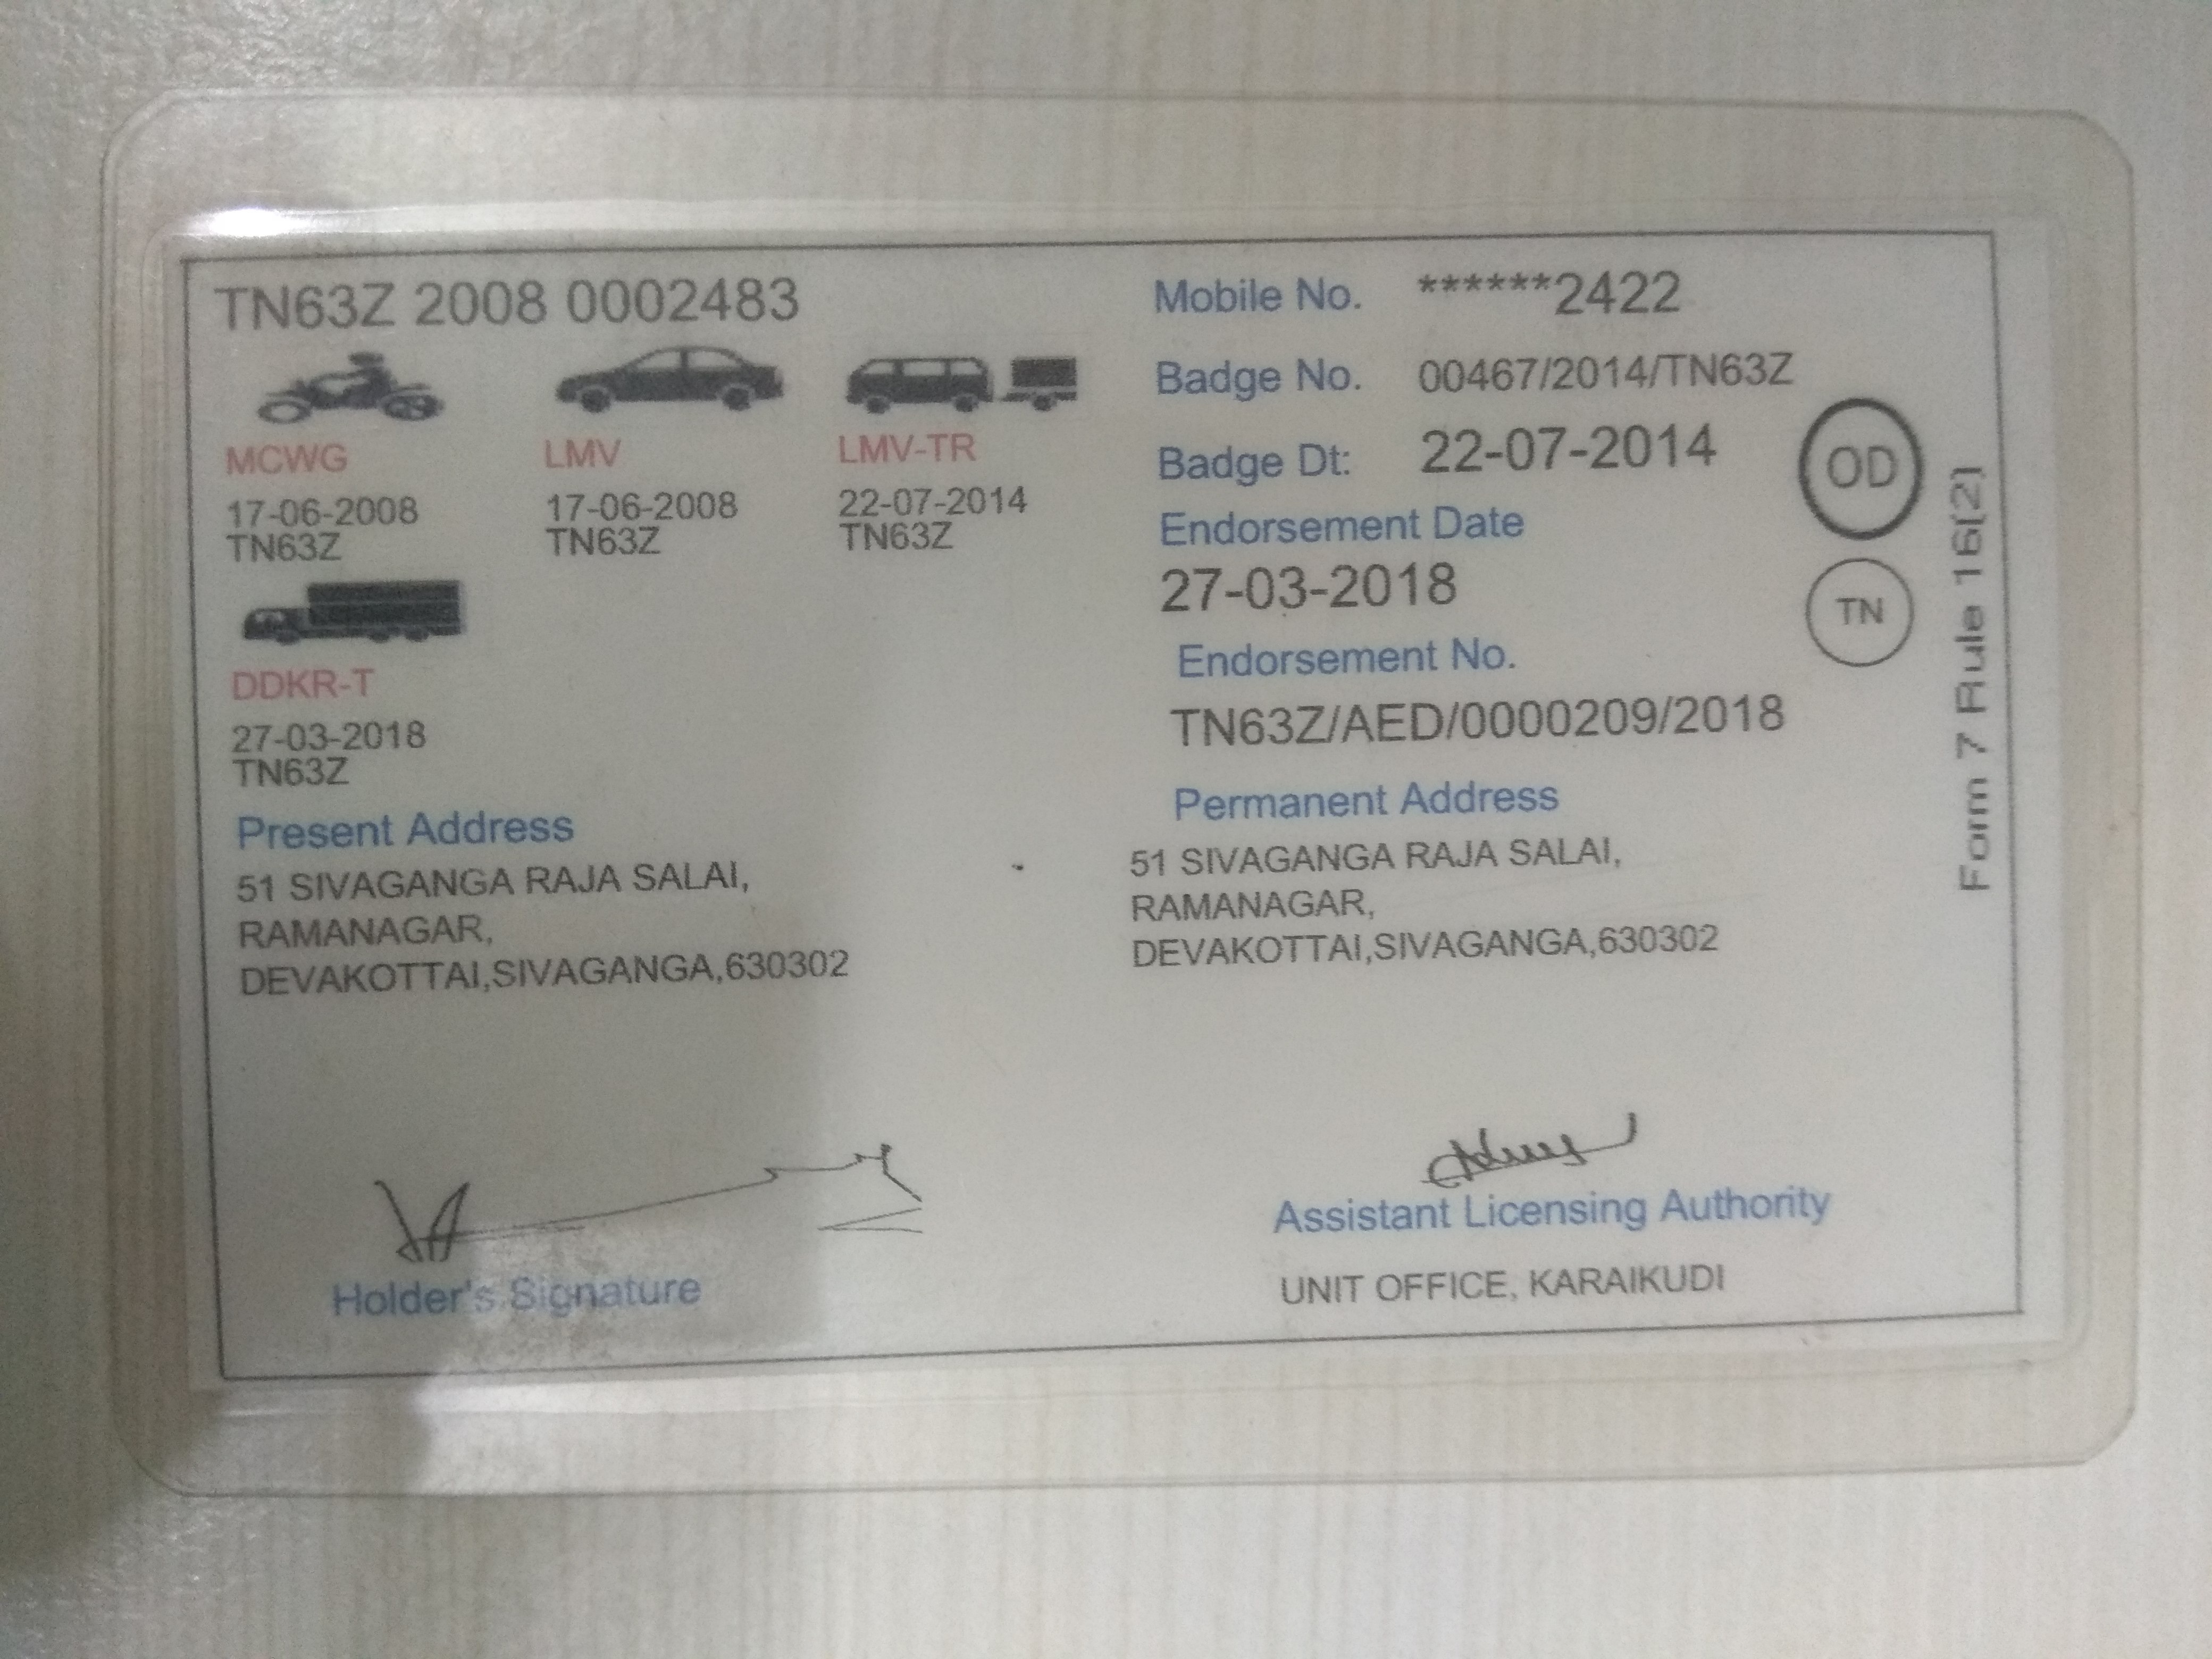 TN63Z 2008 0002483
MCWG LMV LMV-TR
17-06-2008 17-06-2008 22-07-2014
TN63Z TN63Z TN63Z
DDKR-T
27-03-2018
TN63Z
Present Address
51 SIVAGANGA RAJA SALAI,
RAMANAGAR,
DEVAKOTTAI,SIVAGANGA,630302
Holder's Signature
Mobile No. ******2422
Badge No. 00467/2014/TN63Z
Badge Dt: 22-07-2014
Endorsement Date
27-03-2018
Endorsement No.
TN63Z/AED/0000209/2018
Permanent Address
51 SIVAGANGA RAJA SALAI,
RAMANAGAR,
DEVAKOTTAI,SIVAGANGA,630302
Assistant Licensing Authority
UNIT OFFICE, KARAIKUDI
OD
TN
Form 7 Rule 16(2)